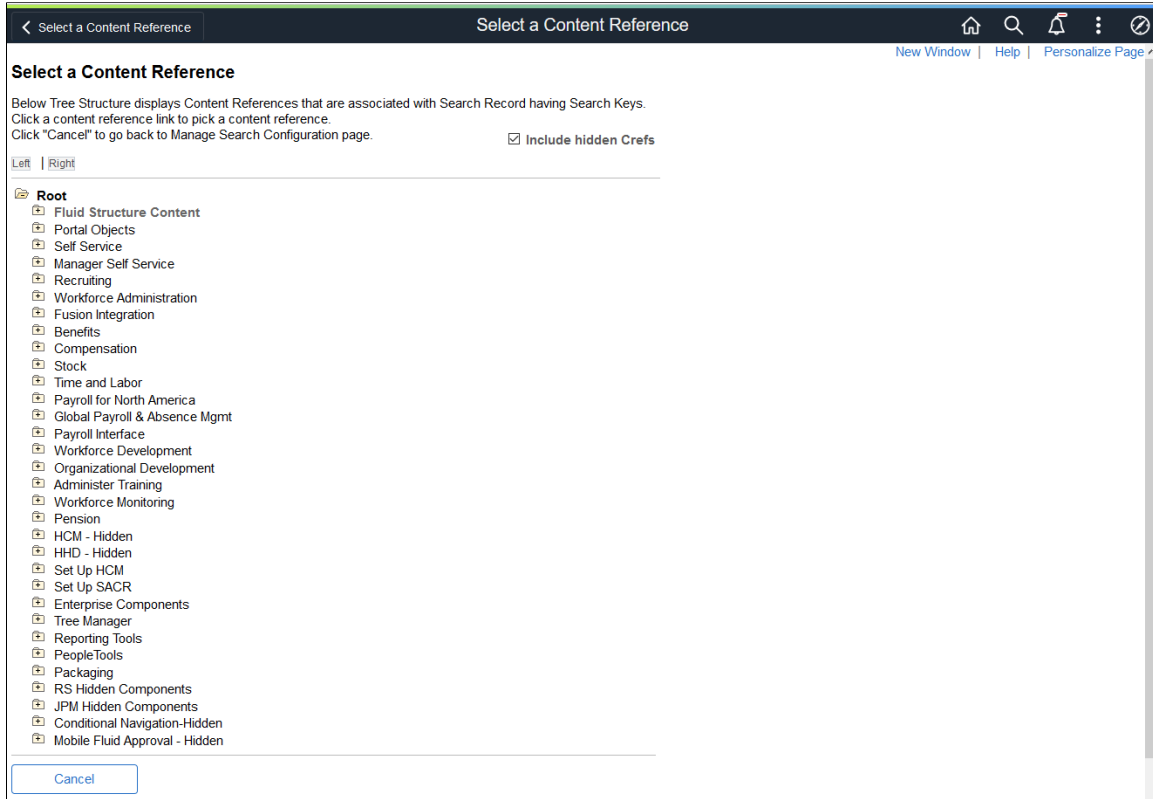 Select a Content Reference
Select a Content Reference
New Window | Help | Personalize Page
Select a Content Reference
Below Tree Structure displays Content References that are associated with Search Record having Search Keys.
Click a content reference link to pick a content reference.
Click "Cancel" to go back to Manage Search Configuration page.
Include hidden Crefs
Left | Right
Root
Fluid Structure Content
Portal Objects
Self Service
Manager Self Service
Recruiting
Workforce Administration
Fusion Integration
Benefits
Compensation
Stock
Time and Labor
Payroll for North America
Global Payroll & Absence Mgmt
Payroll Interface
Workforce Development
Organizational Development
Administer Training
Workforce Monitoring
Pension
HCM - Hidden
HHD - Hidden
Set Up HCM
Set Up SACR
Enterprise Components
Tree Manager
Reporting Tools
PeopleTools
Packaging
RS Hidden Components
JPM Hidden Components
Conditional Navigation-Hidden
Mobile Fluid Approval - Hidden
Cancel